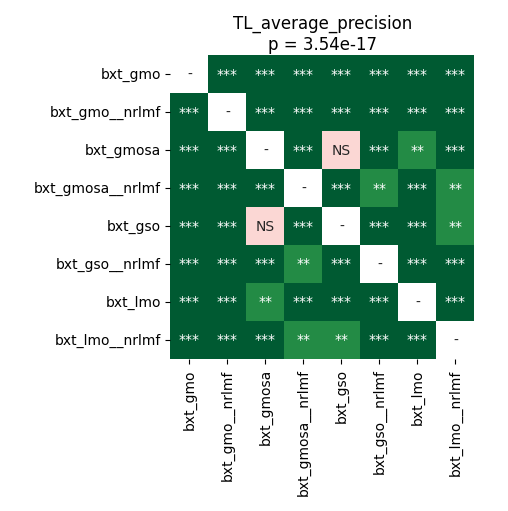 TL_average_precision
p = 3.54e-17
bxt_gmo - *** *** *** *** *** *** ***
bxt_gmo__nrlmf *** - *** *** *** *** *** ***
bxt_gmosa *** *** - *** NS *** ** ***
bxt_gmosa__nrlmf *** *** *** - *** ** *** **
bxt_gso *** *** NS *** - *** *** **
bxt_gso__nrlmf *** *** *** ** *** - *** ***
bxt_lmo *** *** ** *** *** *** - ***
bxt_lmo__nrlmf *** *** *** ** ** *** *** -
bxt_gmo
bxt_gmo__nrlmf
bxt_gmosa
bxt_gmosa__nrlmf
bxt_gso
bxt_gso__nrlmf
bxt_lmo
bxt_lmo__nrlmf